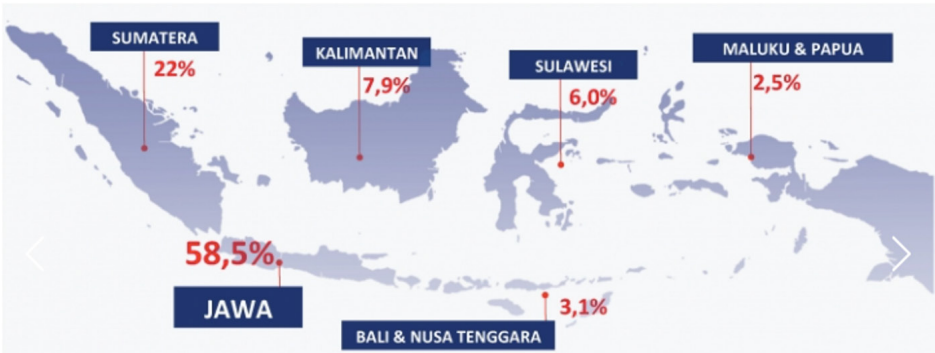 SUMATERA
22%
KALIMANTAN
7,9%
SULAWESI
6,0%
MALUKU & PAPUA
2,5%
58,5%
JAWA
3,1%
BALI & NUSA TENGGARA